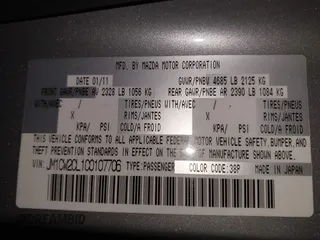 MFD. BY MAZDA MOTOR CORPORATION
DATE 01/11 GVWR/PNBV 4685 LB 2125 KG
FRONT GAWR/PNBE AV 2328 LB 1056 KG REAR GAWR/PNBE AR 2390 LB 1084 KG
WITH/AVEC / TIRES/PNEUS WITH/AVEC / TIRES/PNEUS
X RIMS/JANTES X RIMS/JANTES
KPA/ PSI COLD/A FROID KPA/ PSI COLD/A FROID
THIS VEHICLE CONFORMS TO ALL APPLICABLE FEDERAL MOTOR VEHICLE SAFETY, BUMPER, AND
THEFT PREVENTION STANDARDS IN EFFECT ON THE DATE OF MANUFACTURE SHOWN ABOVE.
VIN: JM1CW2CL1C0107706 TYPE: PASSENGER COLOR CODE: 38P MADE IN JAPAN